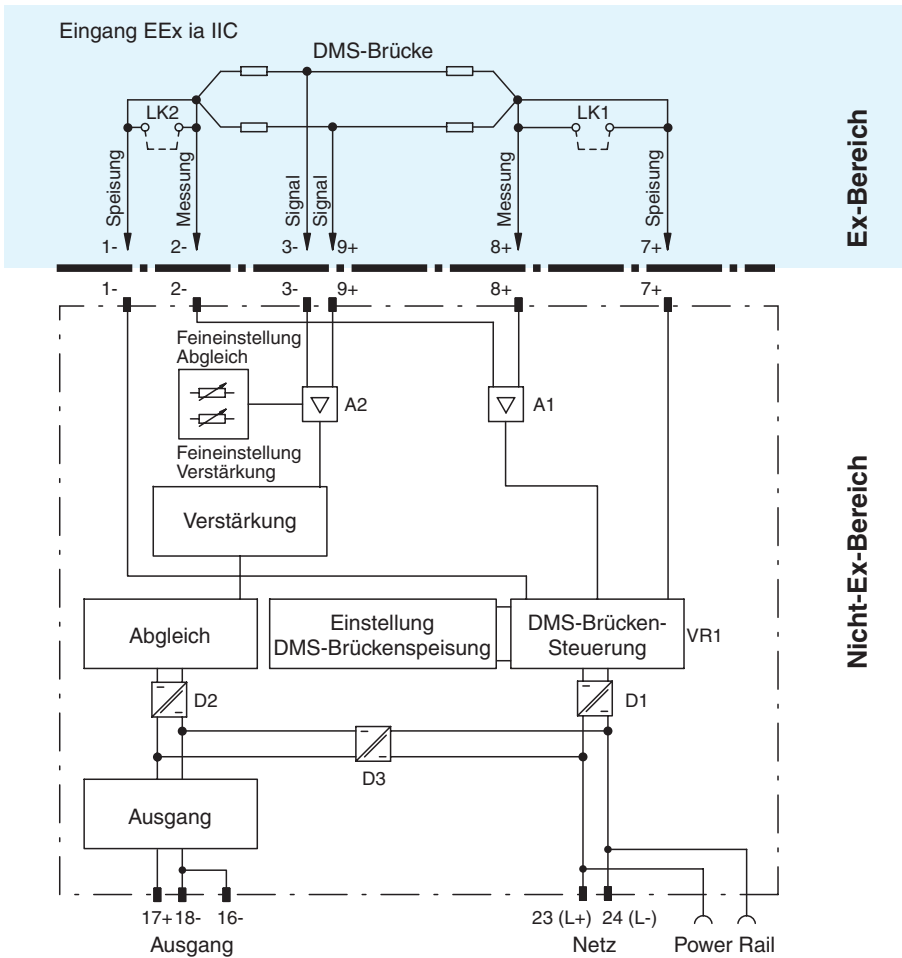 Eingang EEx ia IIC
DMS-Brücke
LK2
LK1
Speisung
Messung
Signal
Signal
Messung
Speisung
Ex-Bereich
1-
2-
3-
9+
8+
7+
1-
2-
3-
9+
8+
7+
Feineinstellung
Abgleich
A2
A1
Feineinstellung
Verstärkung
Verstärkung
Nicht-Ex-Bereich
Abgleich
Einstellung
DMS-Brückenspeisung
DMS-Brücken-
Steuerung
VR1
D2
D1
D3
Ausgang
17+
18-
16-
23 (L+)
24 (L-)
Ausgang
Netz
Power Rail